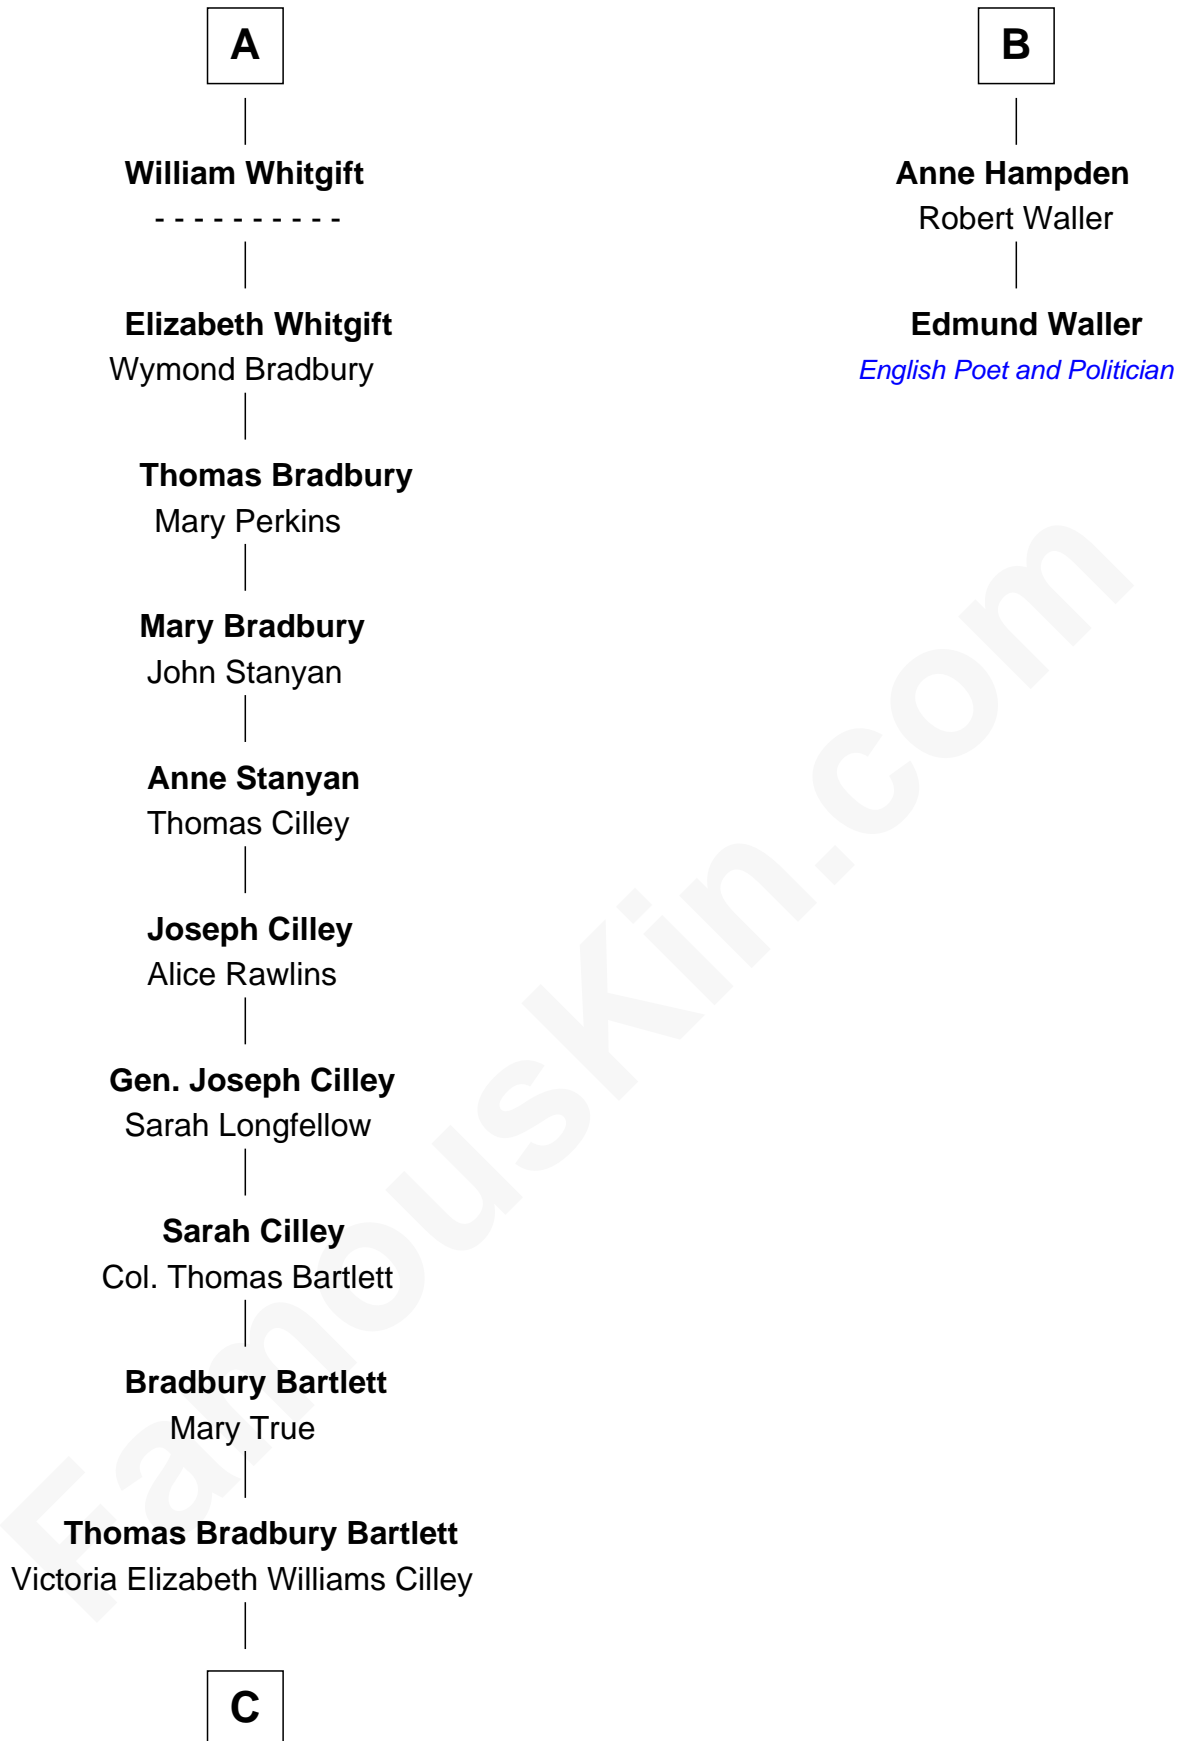 A
William Whitgift
- - - - - - - - - -
Elizabeth Whitgift
Wymond Bradbury
Thomas Bradbury
Mary Perkins
Mary Bradbury
John Stanyan
Anne Stanyan
Thomas Cilley
Joseph Cilley
Alice Rawlins
Gen. Joseph Cilley
Sarah Longfellow
Sarah Cilley
Col. Thomas Bartlett
Bradbury Bartlett
Mary True
Thomas Bradbury Bartlett
Victoria Elizabeth Williams Cilley
C
B
Anne Hampden
Robert Waller
Edmund Waller
English Poet and Politician
FamousKin.com